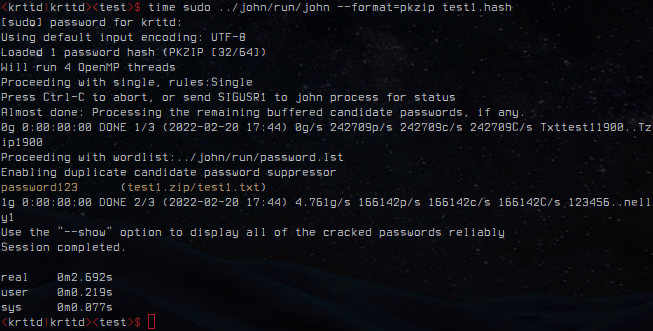 <krttd|krttd><test>$ time sudo ../john/run/john --format=pkzip test1.hash
[sudo] password for krttd:
Using default input encoding: UTF-8
Loaded 1 password hash (PKZIP [32/64])
Will run 4 OpenMP threads
Proceeding with single, rules:Single
Press Ctrl-C to abort, or send SIGUSR1 to john process for status
Almost done: Processing the remaining buffered candidate passwords, if any.
0g 0:00:00:00 DONE 1/3 (2022-02-20 17:44) 0g/s 242709p/s 242709c/s 242709C/s Txttest11900..Tz
ip1900
Proceeding with wordlist:../john/run/password.lst
Enabling duplicate candidate password suppressor
password123      (test1.zip/test1.txt)
1g 0:00:00:00 DONE 2/3 (2022-02-20 17:44) 4.761g/s 166142p/s 166142c/s 166142C/s 123456..nell
y1
Use the "--show" option to display all of the cracked passwords reliably
Session completed.
real    0m2.692s
user    0m0.219s
sys     0m0.077s
<krttd|krttd><test>$